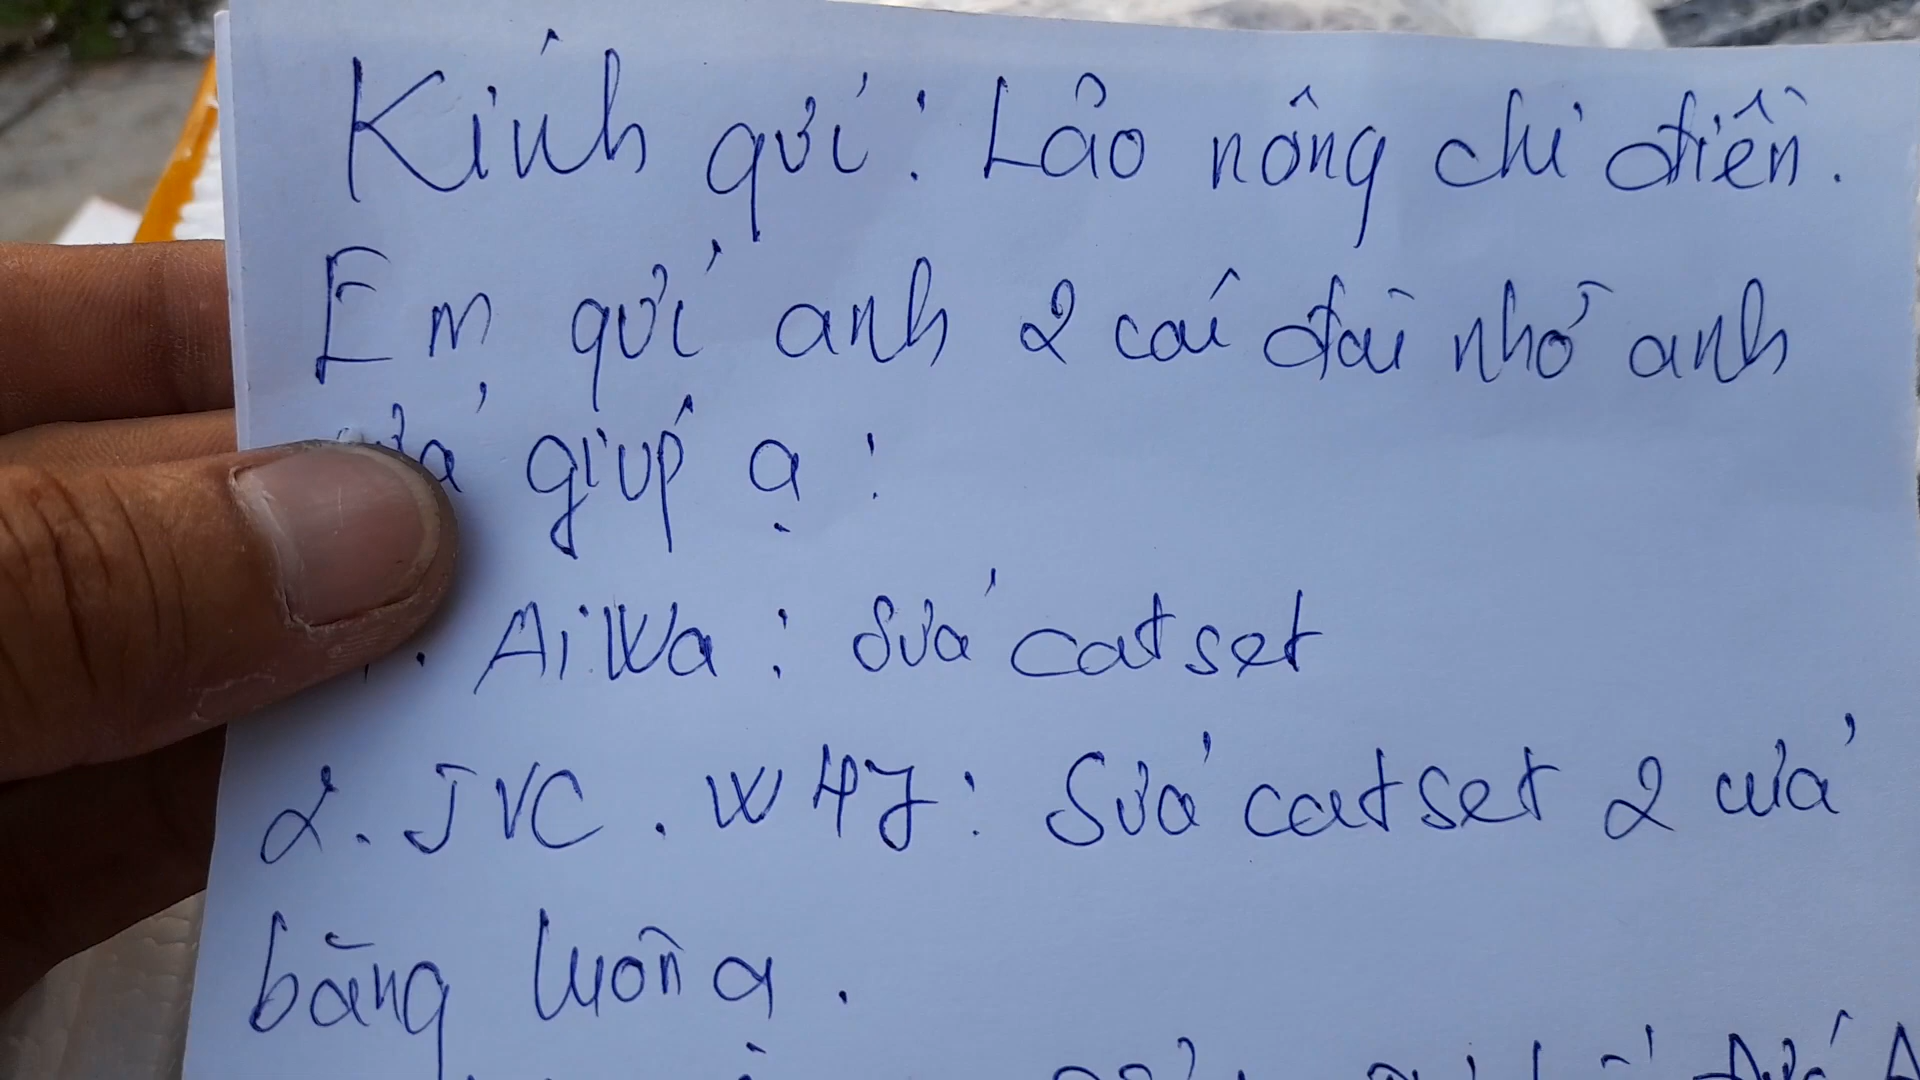 Kính gửi: Lão nông chi điền.
Em gửi anh 2 cái đài nhờ anh
giúp ạ:
. AiWa: Sửa catset
2. JVC. W47: Sửa catset 2 cửa
băng luôn ạ.